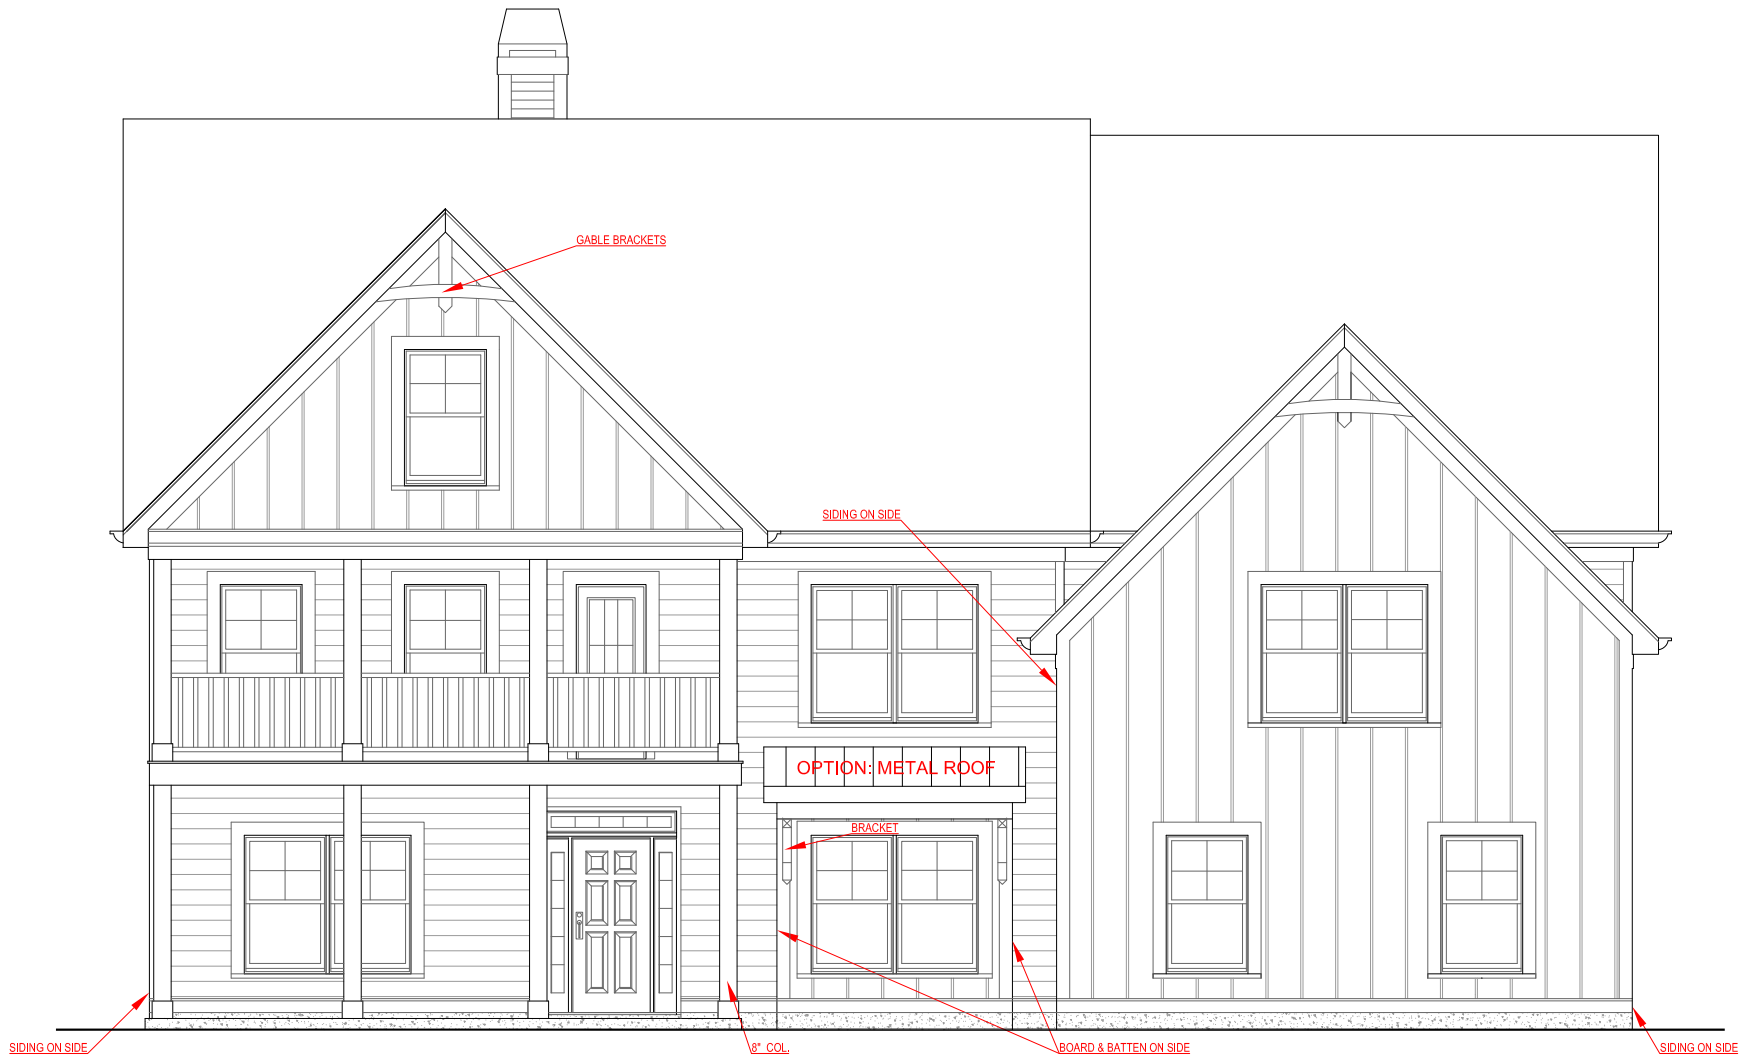 GABLE BRACKETS
SIDING ON SIDE
OPTION: METAL ROOF
BRACKET
SIDING ON SIDE
8" COL.
BOARD & BATTEN ON SIDE
SIDING ON SIDE